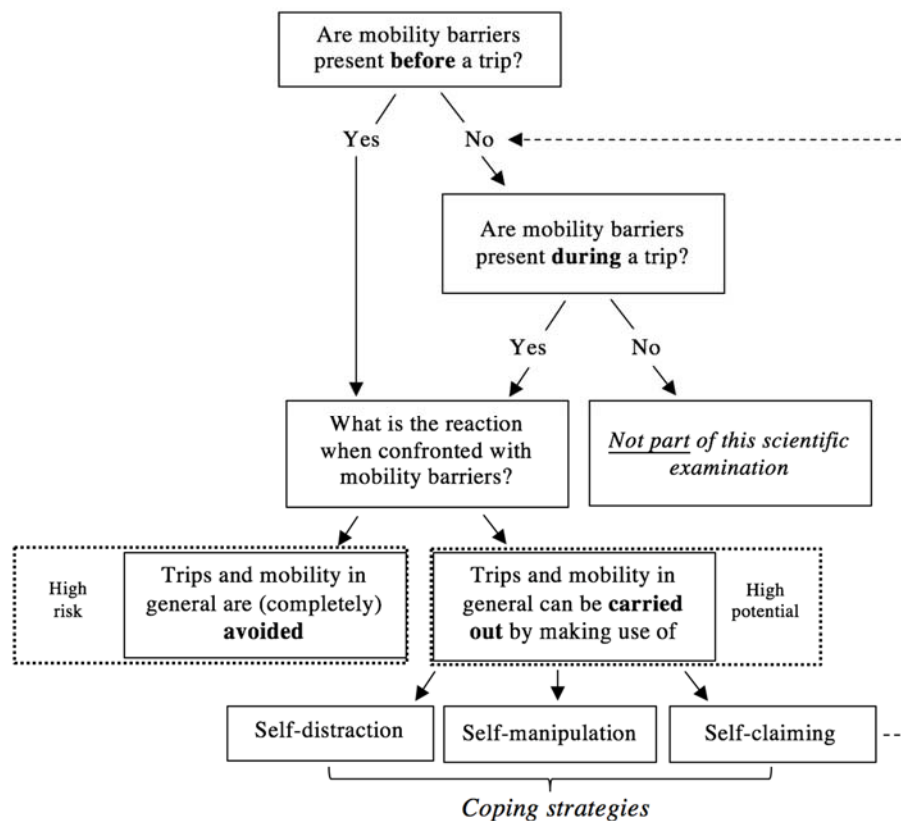 Are mobility barriers
present before a trip?
Yes
No
Are mobility barriers
present during a trip?
Yes
No
What is the reaction
when confronted with
mobility barriers?
Not part of this scientific
examination
High
risk
Trips and mobility in
general are (completely)
avoided
Trips and mobility in
general can be carried
out by making use of
High
potential
Self-distraction
Self-manipulation
Self-claiming
Coping strategies